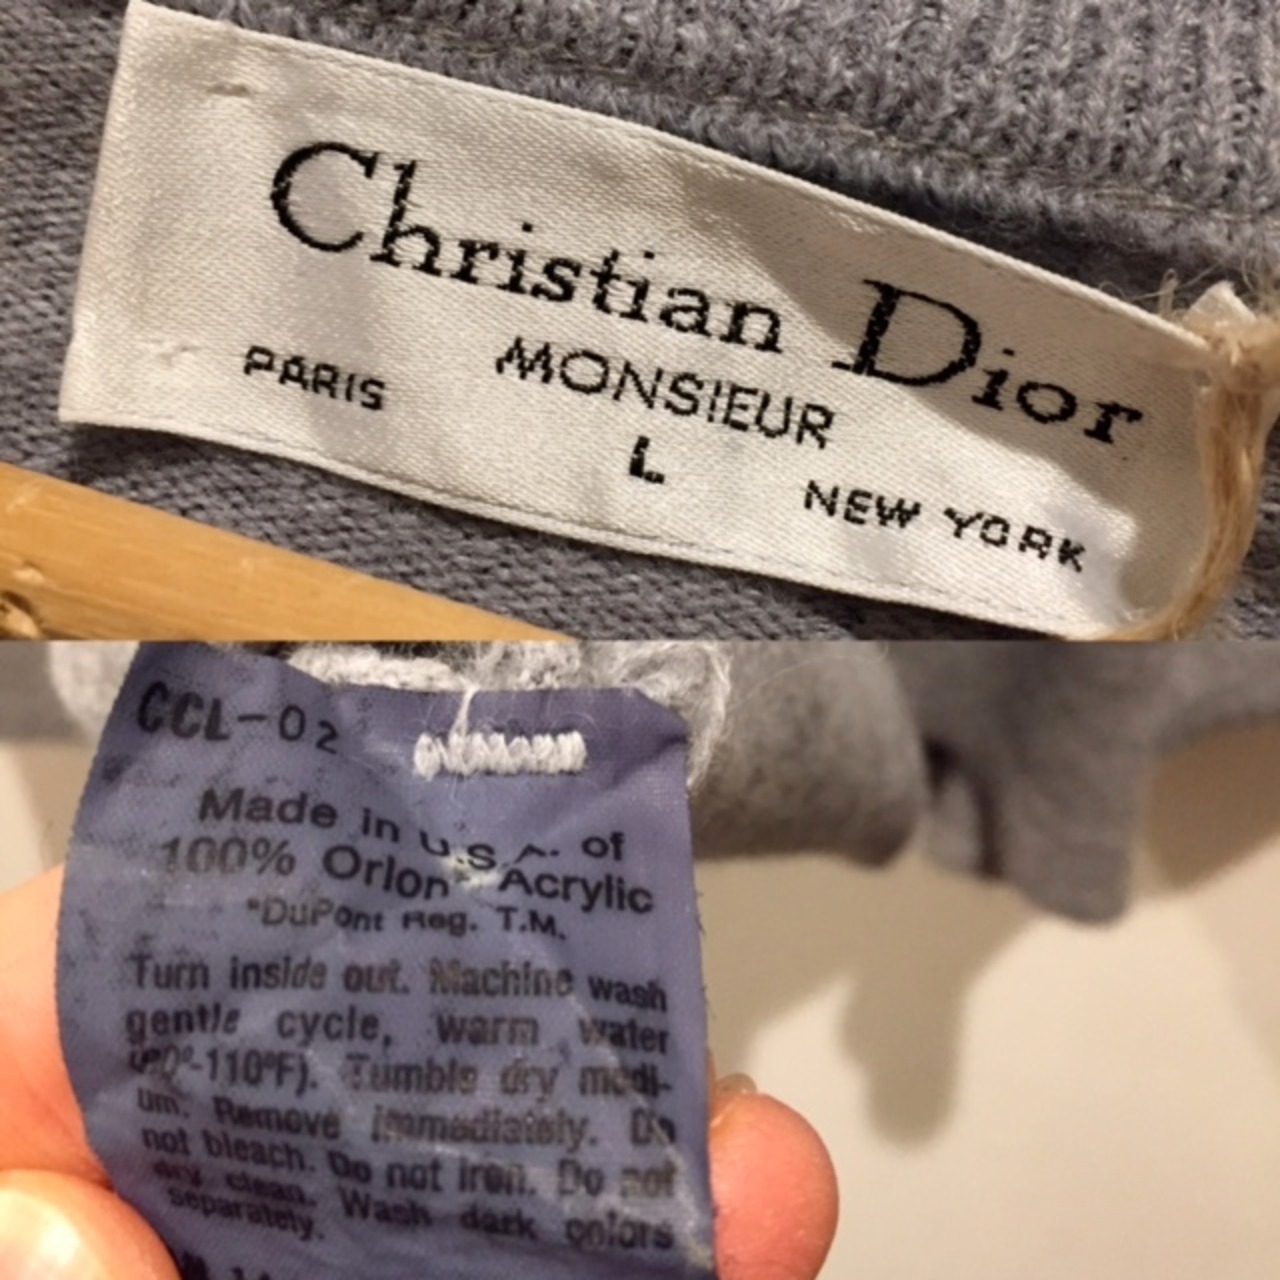 Christian Dior
MONSIEUR
PARIS
L
NEW YORK
CCL-02
Made in U.S.A. of
100% Orlon* Acrylic
*DuPont Reg. T.M.
Turn inside out. Machine wash
gentle cycle, warm water
-110°F). Tumble dry medi-
um. Remove immediately. Do
not bleach. Do not iron. Do not
dry clean. Wash dark colors
separately.